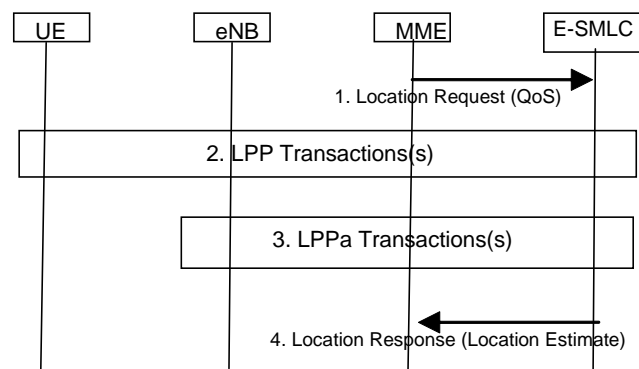 UE
eNB
MME
E-SMLC
1. Location Request (QoS)
2. LPP Transactions(s)
3. LPPa Transactions(s)
4. Location Response (Location Estimate)